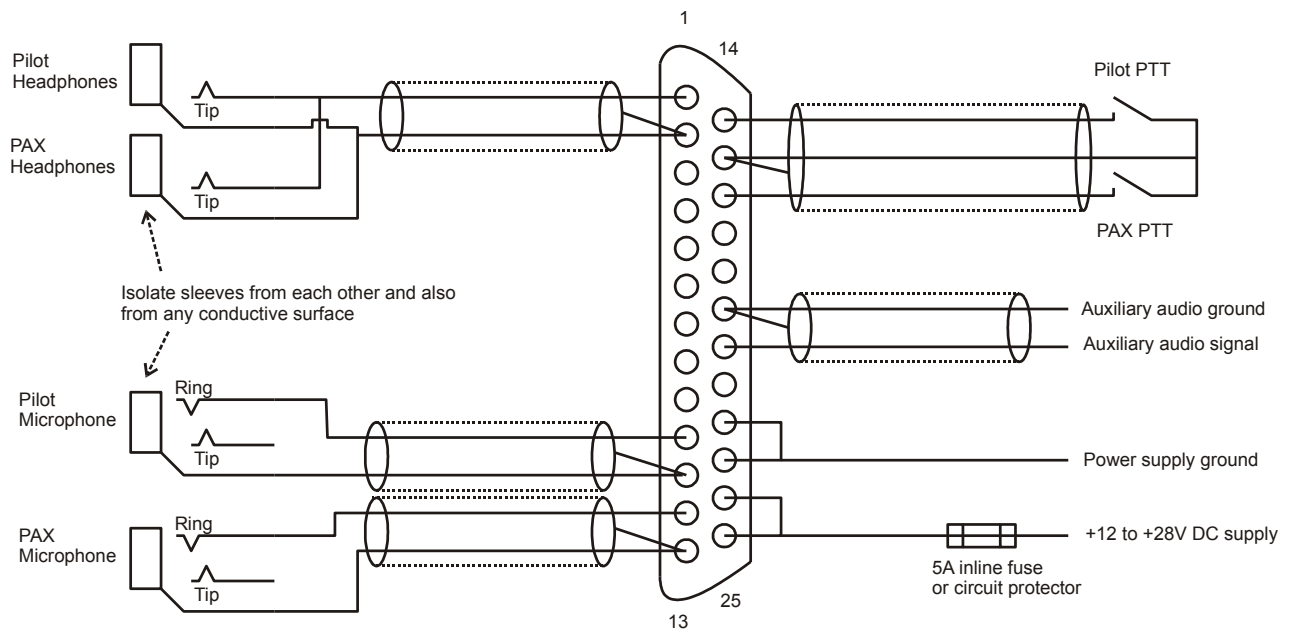 1
14
Pilot
Headphones
Tip
PAX
Headphones
Tip
Pilot PTT
PAX PTT
Isolate sleeves from each other and also
from any conductive surface
Auxiliary audio ground
Auxiliary audio signal
Pilot
Microphone
Ring
Tip
Power supply ground
PAX
Microphone
Ring
Tip
+12 to +28V DC supply
5A inline fuse
or circuit protector
25
13